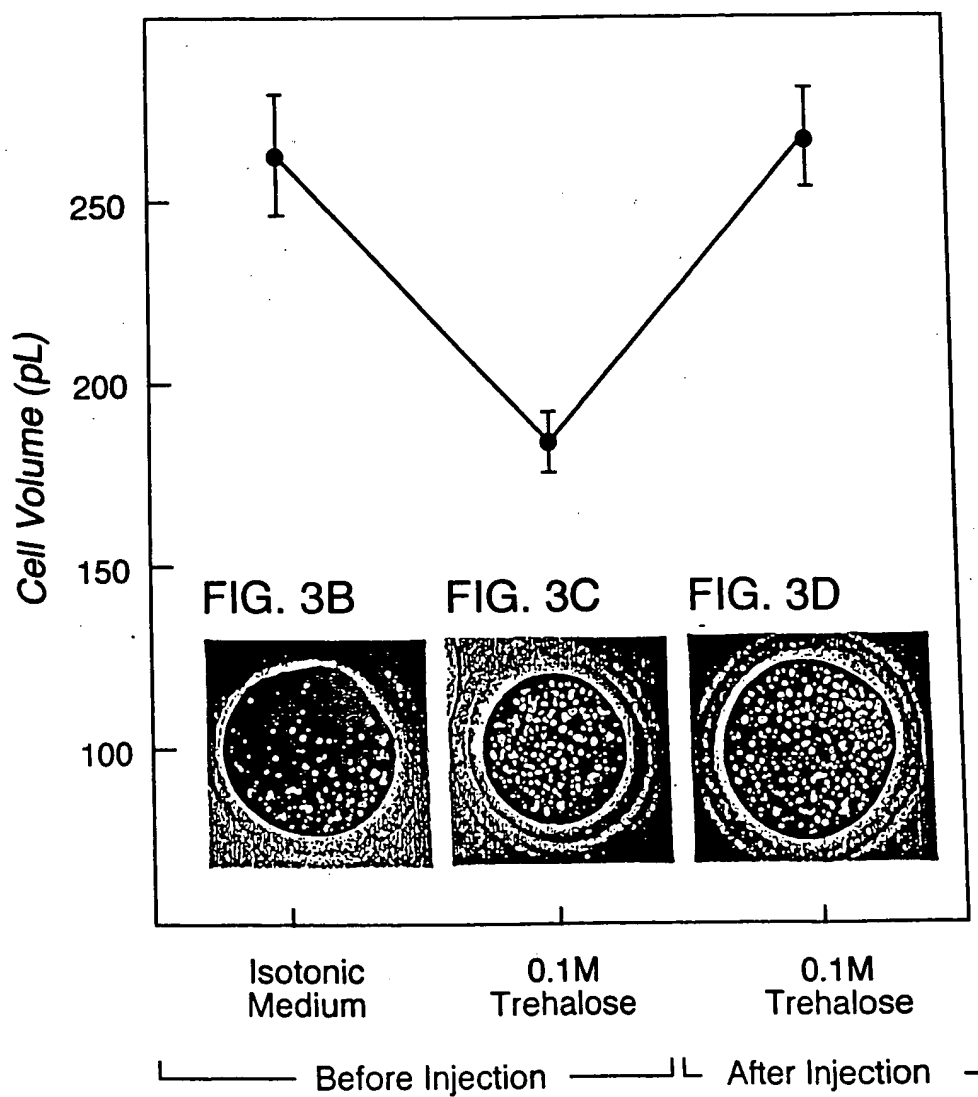 250
200
150
100
Cell Volume (pL)
FIG. 3B FIG. 3C FIG. 3D
Isotonic
Medium
0.1M
Trehalose
0.1M
Trehalose
Before Injection
After Injection